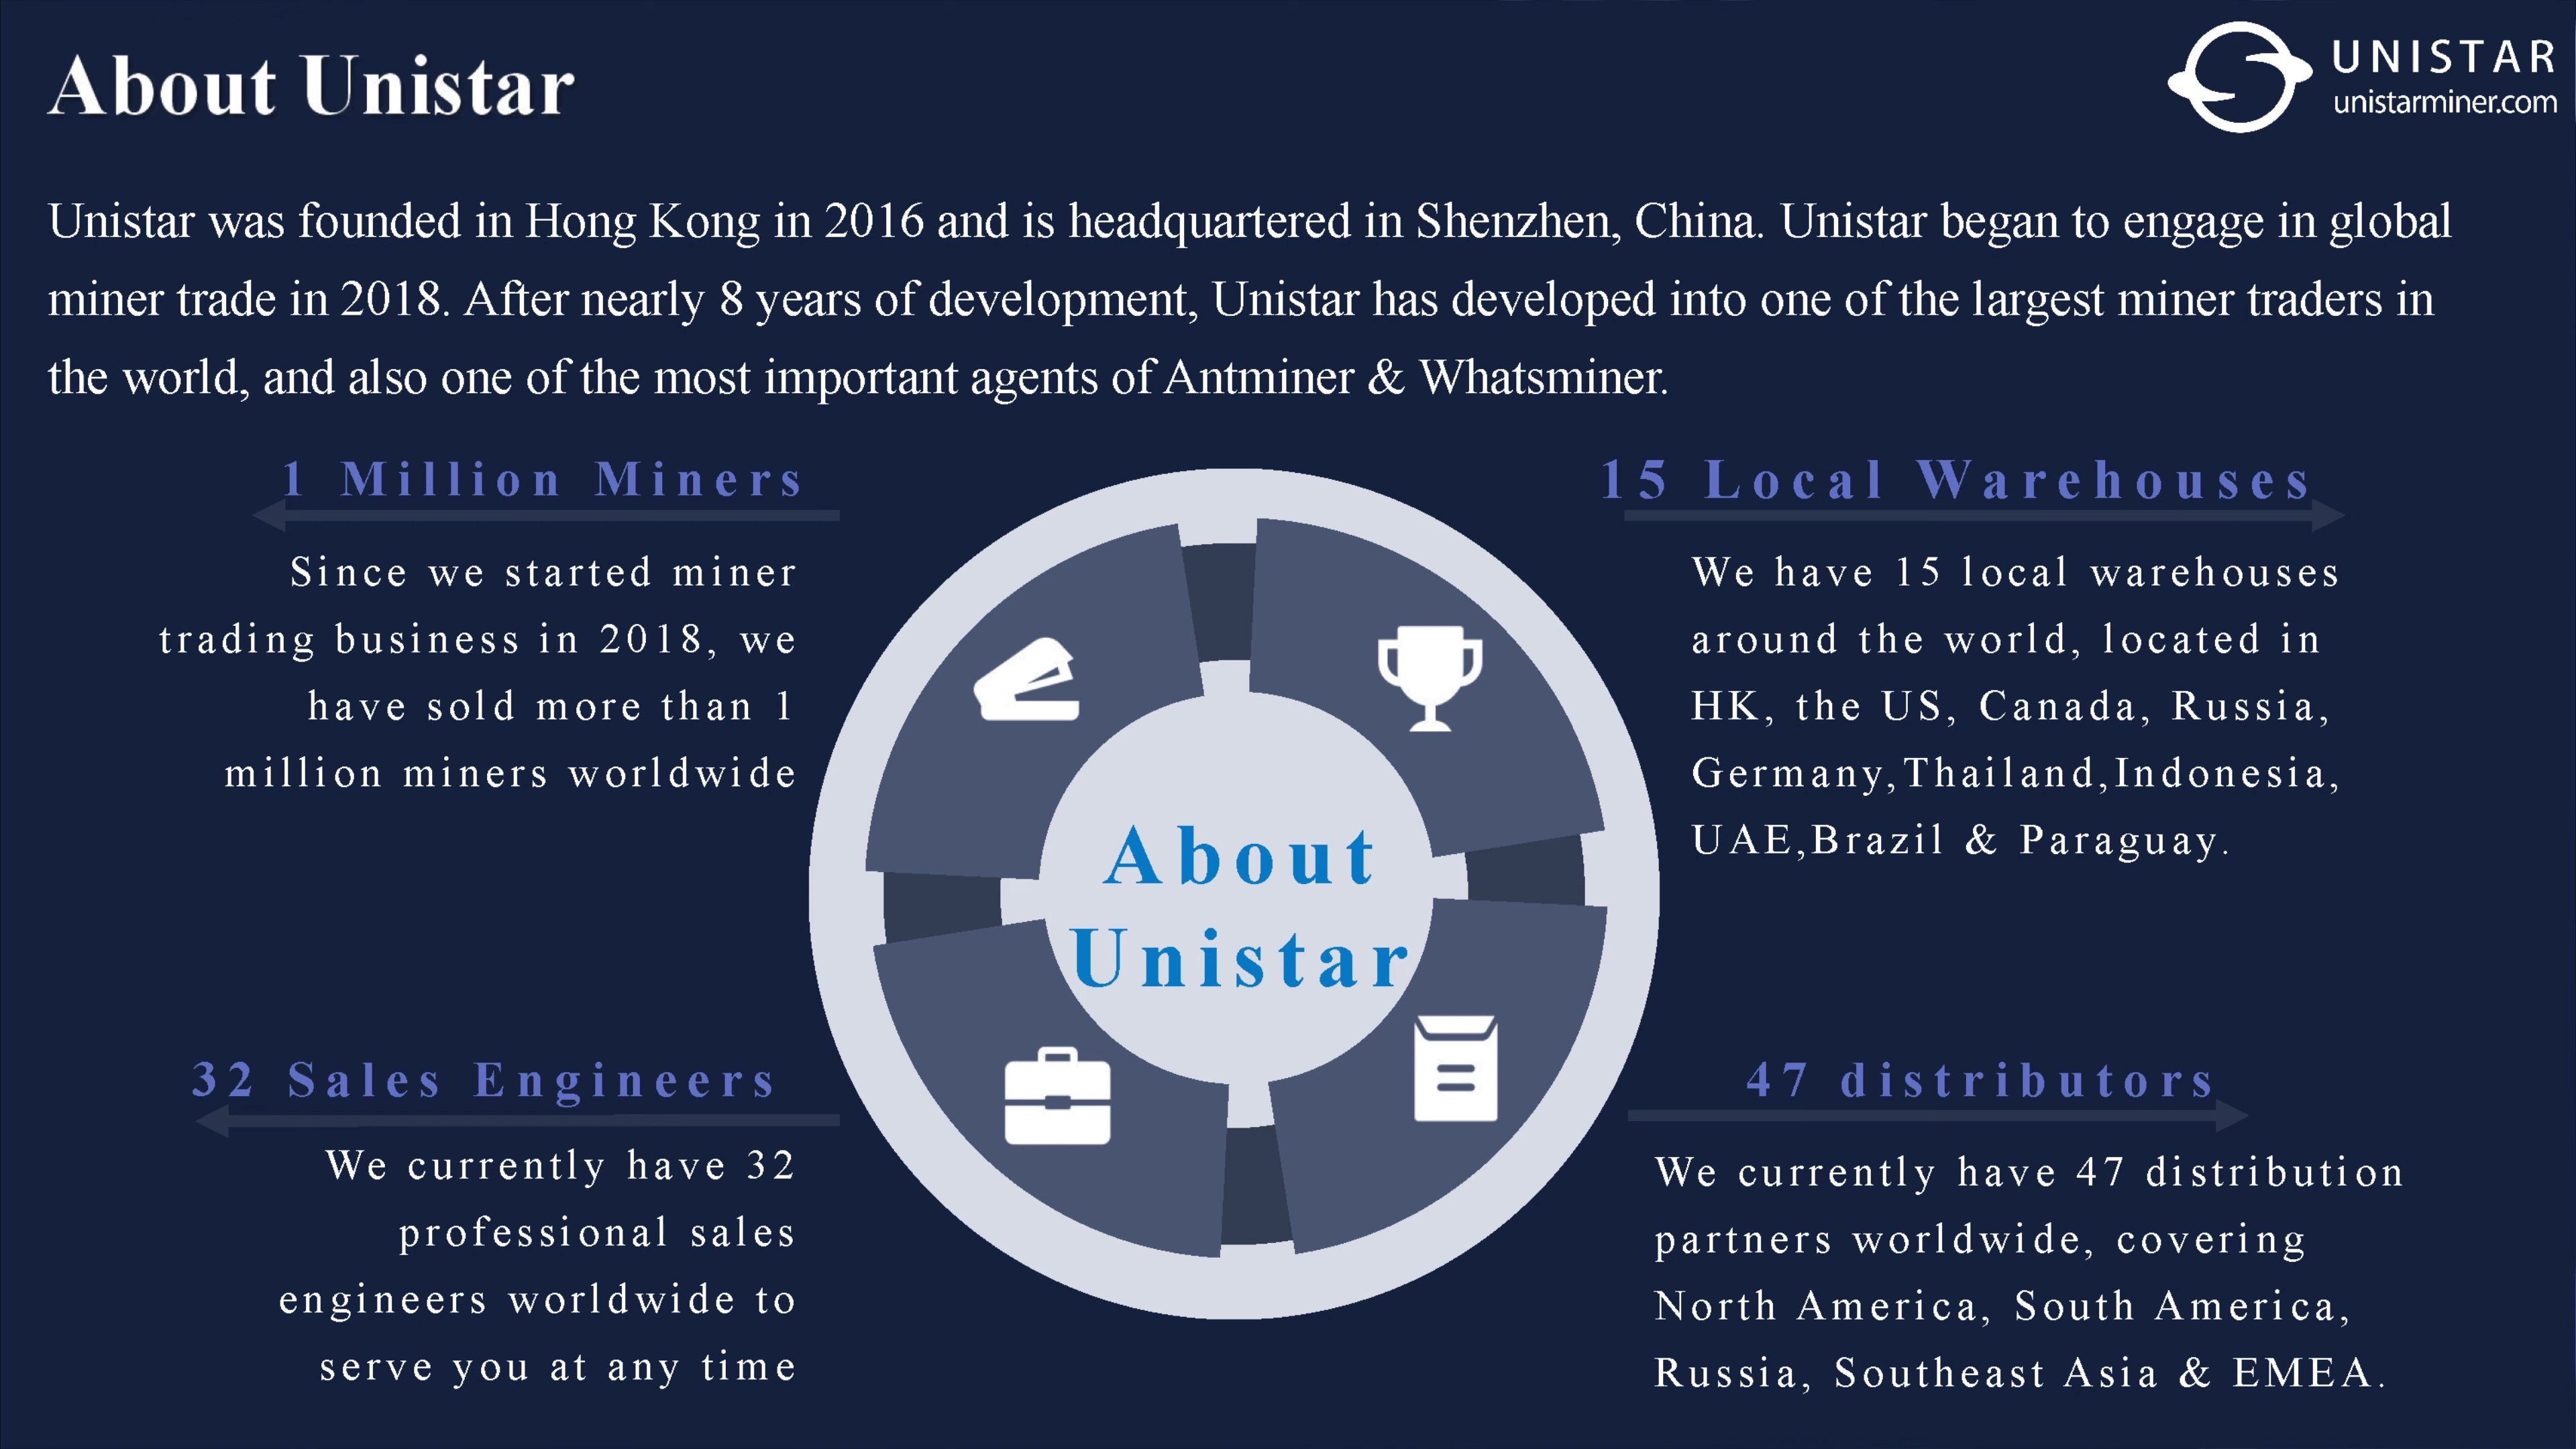 About Unistar
UNISTAR
unistarminer.com
Unistar was founded in Hong Kong in 2016 and is headquartered in Shenzhen, China. Unistar began to engage in global
miner trade in 2018. After nearly 8 years of development, Unistar has developed into one of the largest miner traders in
the world, and also one of the most important agents of Antminer & Whatsminer.
1 Million Miners
Since we started miner
trading business in 2018, we
have sold more than 1
million miners worldwide
15 Local Warehouses
We have 15 local warehouses
around the world, located in
HK, the US, Canada, Russia,
Germany,Thailand,Indonesia,
UAE,Brazil & Paraguay.
About
Unistar
32 Sales Engineers
We currently have 32
professional sales
engineers worldwide to
serve you at any time
47 distributors
We currently have 47 distribution
partners worldwide, covering
North America, South America,
Russia, Southeast Asia & EMEA.